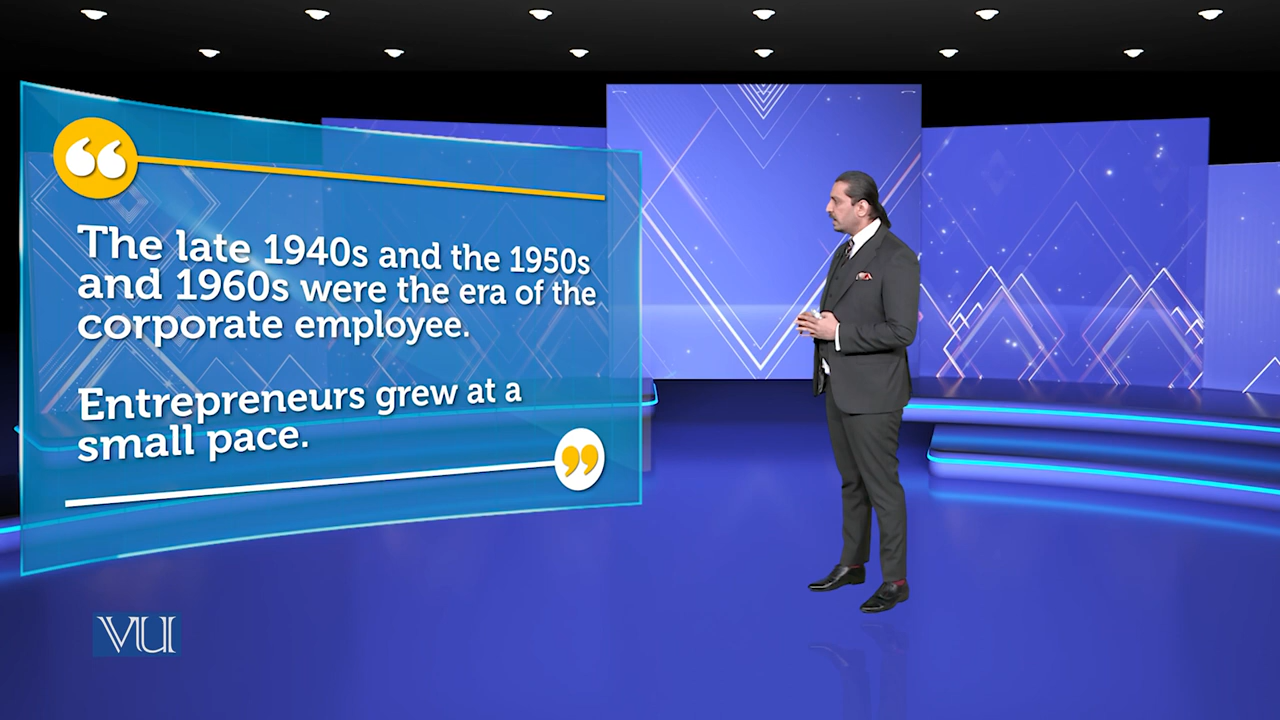 The late 1940s and the 1950s
and 1960s were the era of the
corporate employee.
Entrepreneurs grew at a
small pace.
VU